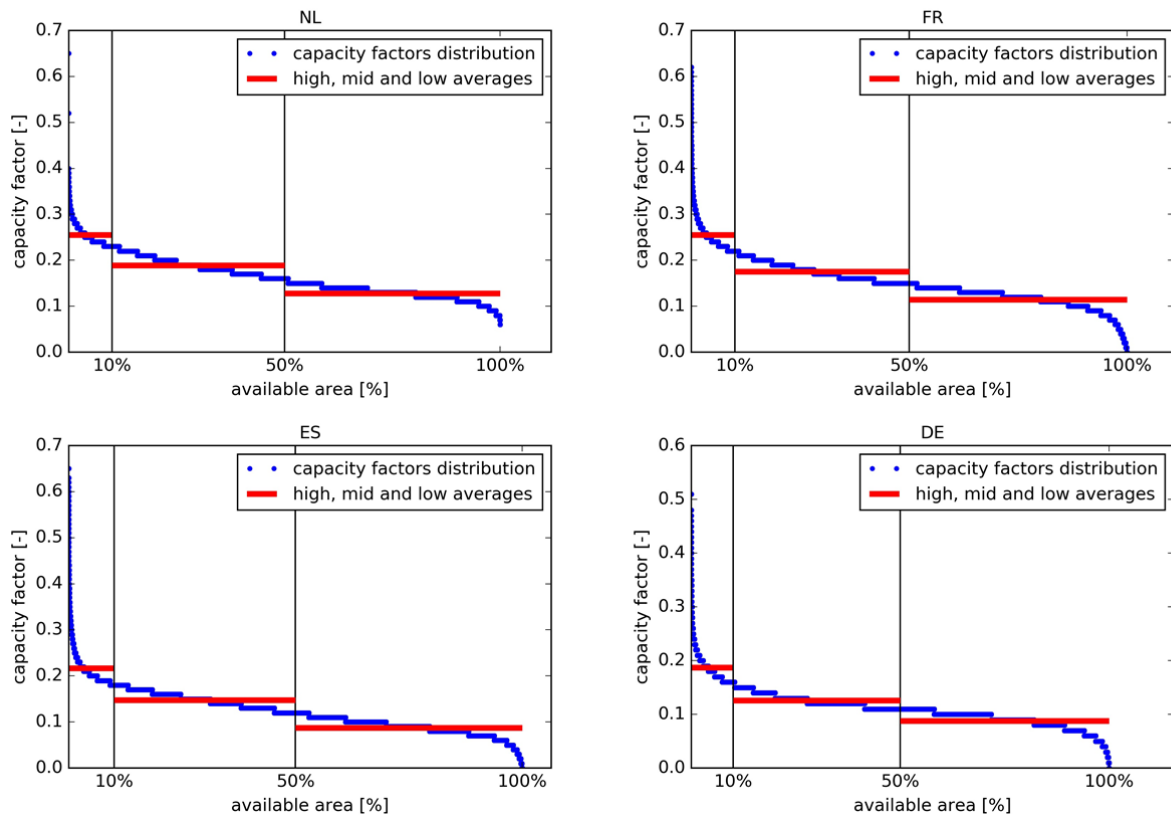 NL
0.7
0.6
0.5
0.4
0.3
0.2
0.1
0.0
capacity factor [-]
capacity factors distribution
high, mid and low averages
10%
50%
100%
available area [%]
FR
0.7
0.6
0.5
0.4
0.3
0.2
0.1
0.0
capacity factor [-]
capacity factors distribution
high, mid and low averages
10%
50%
100%
available area [%]
ES
0.7
0.6
0.5
0.4
0.3
0.2
0.1
0.0
capacity factor [-]
capacity factors distribution
high, mid and low averages
10%
50%
100%
available area [%]
DE
0.6
0.5
0.4
0.3
0.2
0.1
0.0
capacity factor [-]
capacity factors distribution
high, mid and low averages
10%
50%
100%
available area [%]